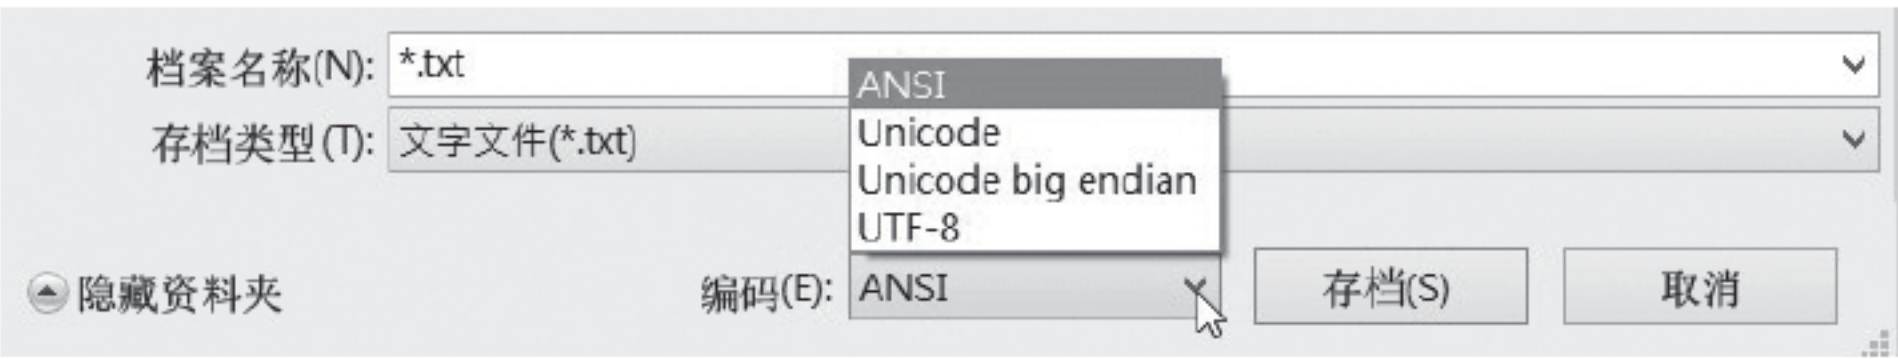 档案名称(N): *.txt
ANSI
存档类型(T): 文字文件(*.txt)
Unicode
Unicode big endian
UTF-8
隐藏资料夹 编码(E): ANSI 存档(S) 取消